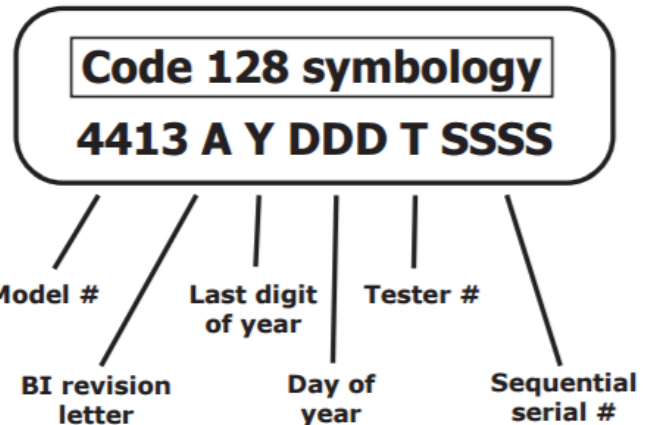 Code 128 symbology
4413 A Y DDD T SSSS
Model #
Last digit
of year
Tester #
BI revision
letter
Day of
year
Sequential
serial #